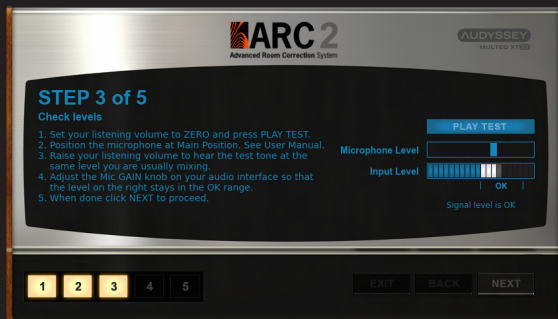 ARC 2
Advanced Room Correction System
AUDYSSEY
MULTEQ XT32
STEP 3 of 5
Check levels
1. Set your listening volume to ZERO and press PLAY TEST.
2. Position the microphone at Main Position. See User Manual.
3. Raise your listening volume to hear the test tone at the
same level you are usually mixing.
4. Adjust the Mic GAIN knob on your audio interface so that
the level on the right stays in the OK range.
5. When done click NEXT to proceed.
PLAY TEST
Microphone Level
Input Level
OK
Signal level is OK
1 2 3 4 5
EXIT BACK NEXT